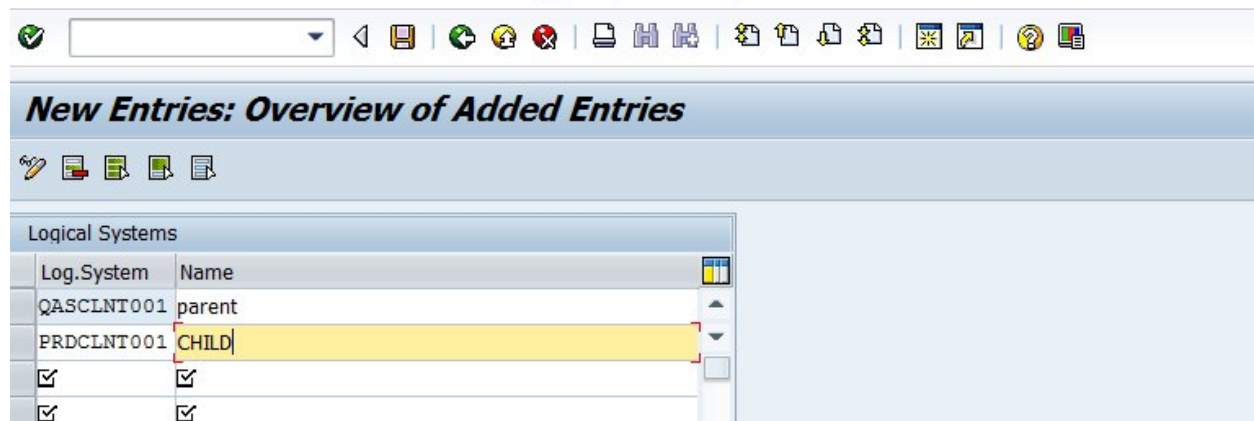 New Entries: Overview of Added Entries
Logical Systems
Log.System Name
QASCLNT001 parent
PRDCLNT001 CHILD